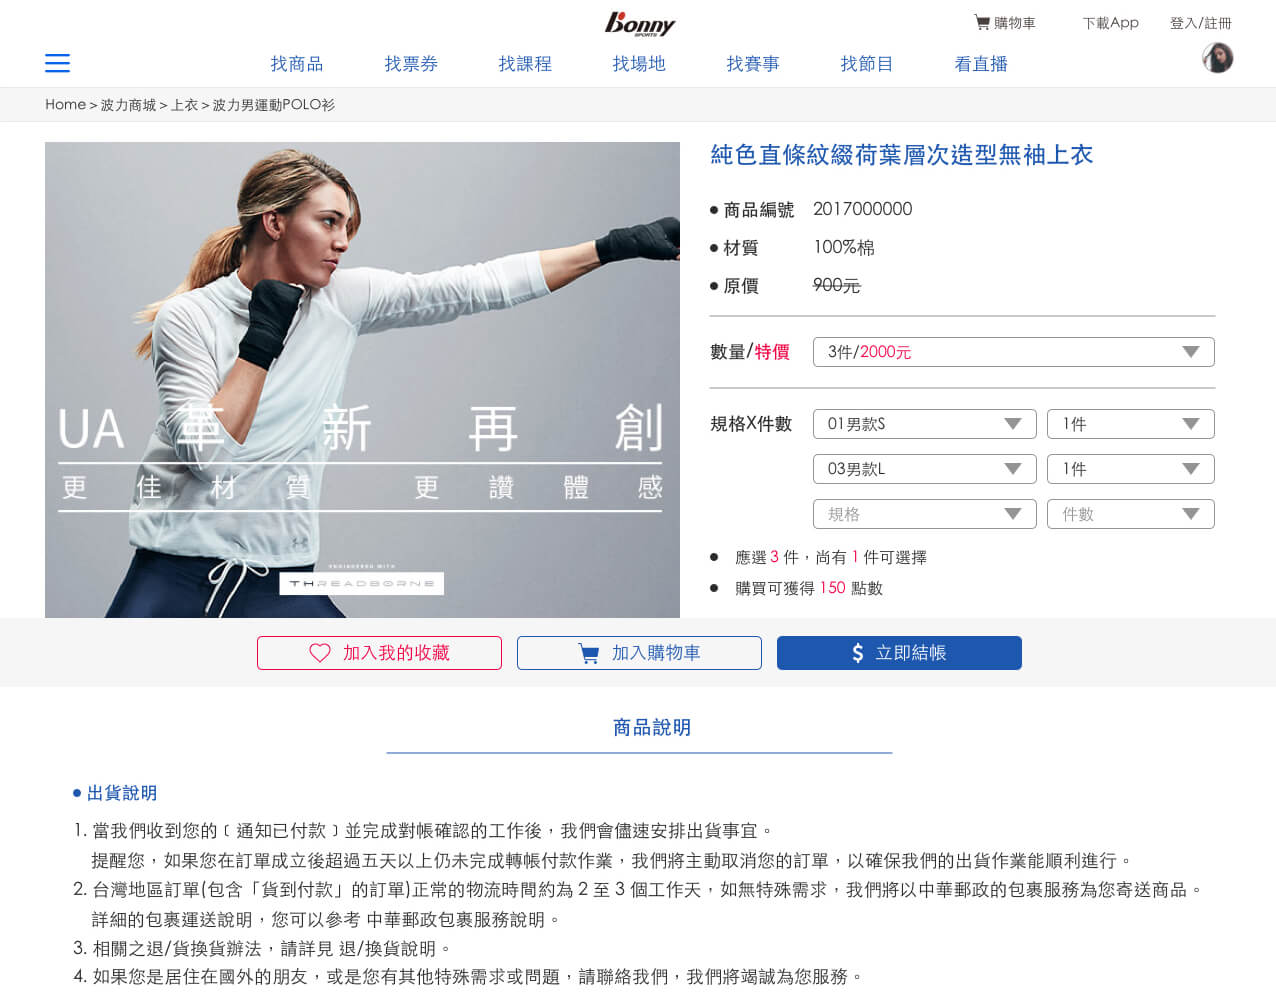 Bonny
SPORTS
購物車
下載App
登入/註冊
找商品
找票券
找課程
找場地
找賽事
找節目
看直播
Home > 波力商城 > 上衣 > 波力男運動POLO衫
純色直條紋綴荷葉層次造型無袖上衣
● 商品編號 2017000000
● 材質 100%棉
● 原價 900元
數量/特價 3件/2000元
規格X件數 01男款S 1件
03男款L 1件
規格 件數
● 應選 3 件，尚有 1 件可選擇
● 購買可獲得 150 點數
UA 革新再創
更佳材質 更讚體感
ENGINEERED WITH
THREADBORNE
加入我的收藏
加入購物車
$ 立即結帳
商品說明
● 出貨說明
1. 當我們收到您的﹝通知已付款﹞並完成對帳確認的工作後，我們會儘速安排出貨事宜。
提醒您，如果您在訂單成立後超過五天以上仍未完成轉帳付款作業，我們將主動取消您的訂單，以確保我們的出貨作業能順利進行。
2. 台灣地區訂單(包含「貨到付款」的訂單)正常的物流時間約為 2 至 3 個工作天，如無特殊需求，我們將以中華郵政的包裹服務為您寄送商品。
詳細的包裹運送說明，您可以參考 中華郵政包裹服務說明。
3. 相關之退/貨換貨辦法，請詳見 退/換貨說明。
4. 如果您是居住在國外的朋友，或是您有其他特殊需求或問題，請聯絡我們，我們將竭誠為您服務。